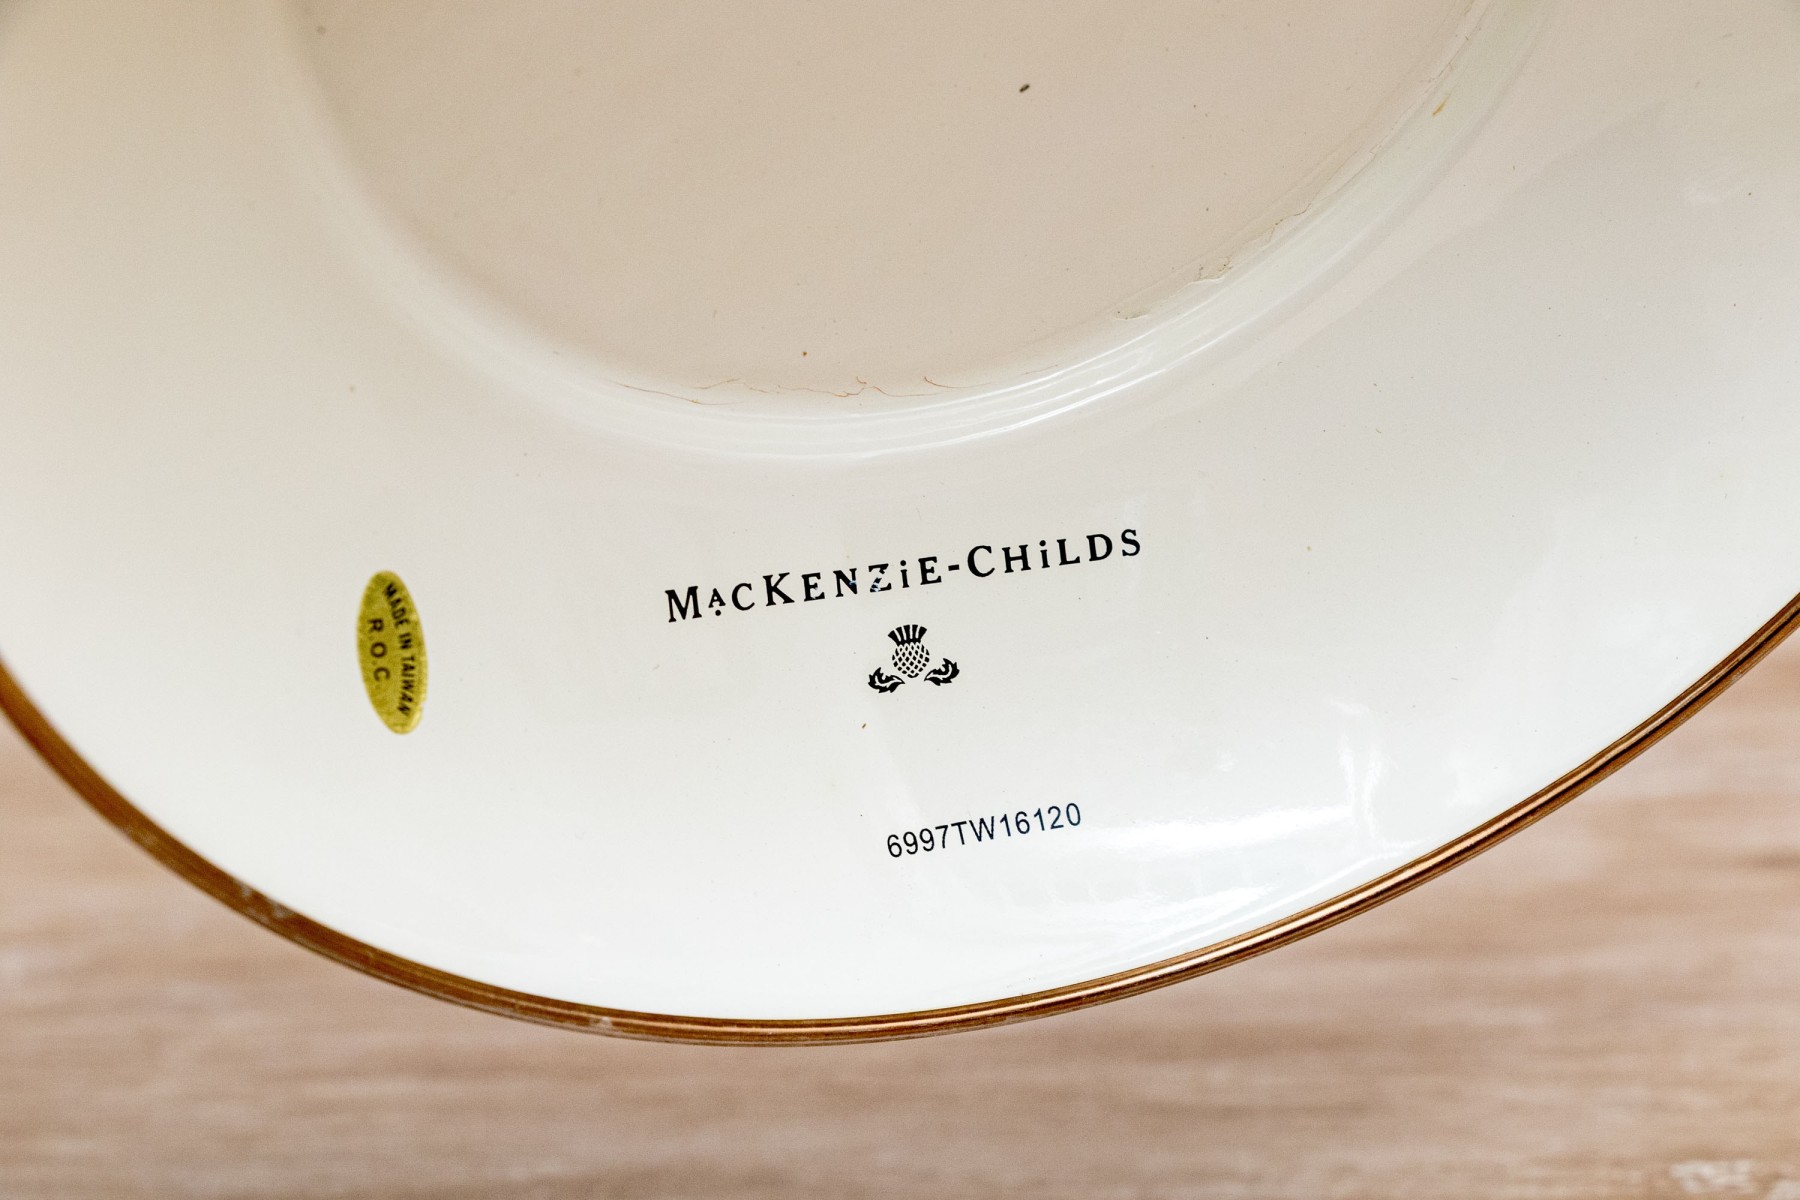 MADE IN TAIWAN
R.O.C
MACKENZiE-CHiLDS
6997TW16120